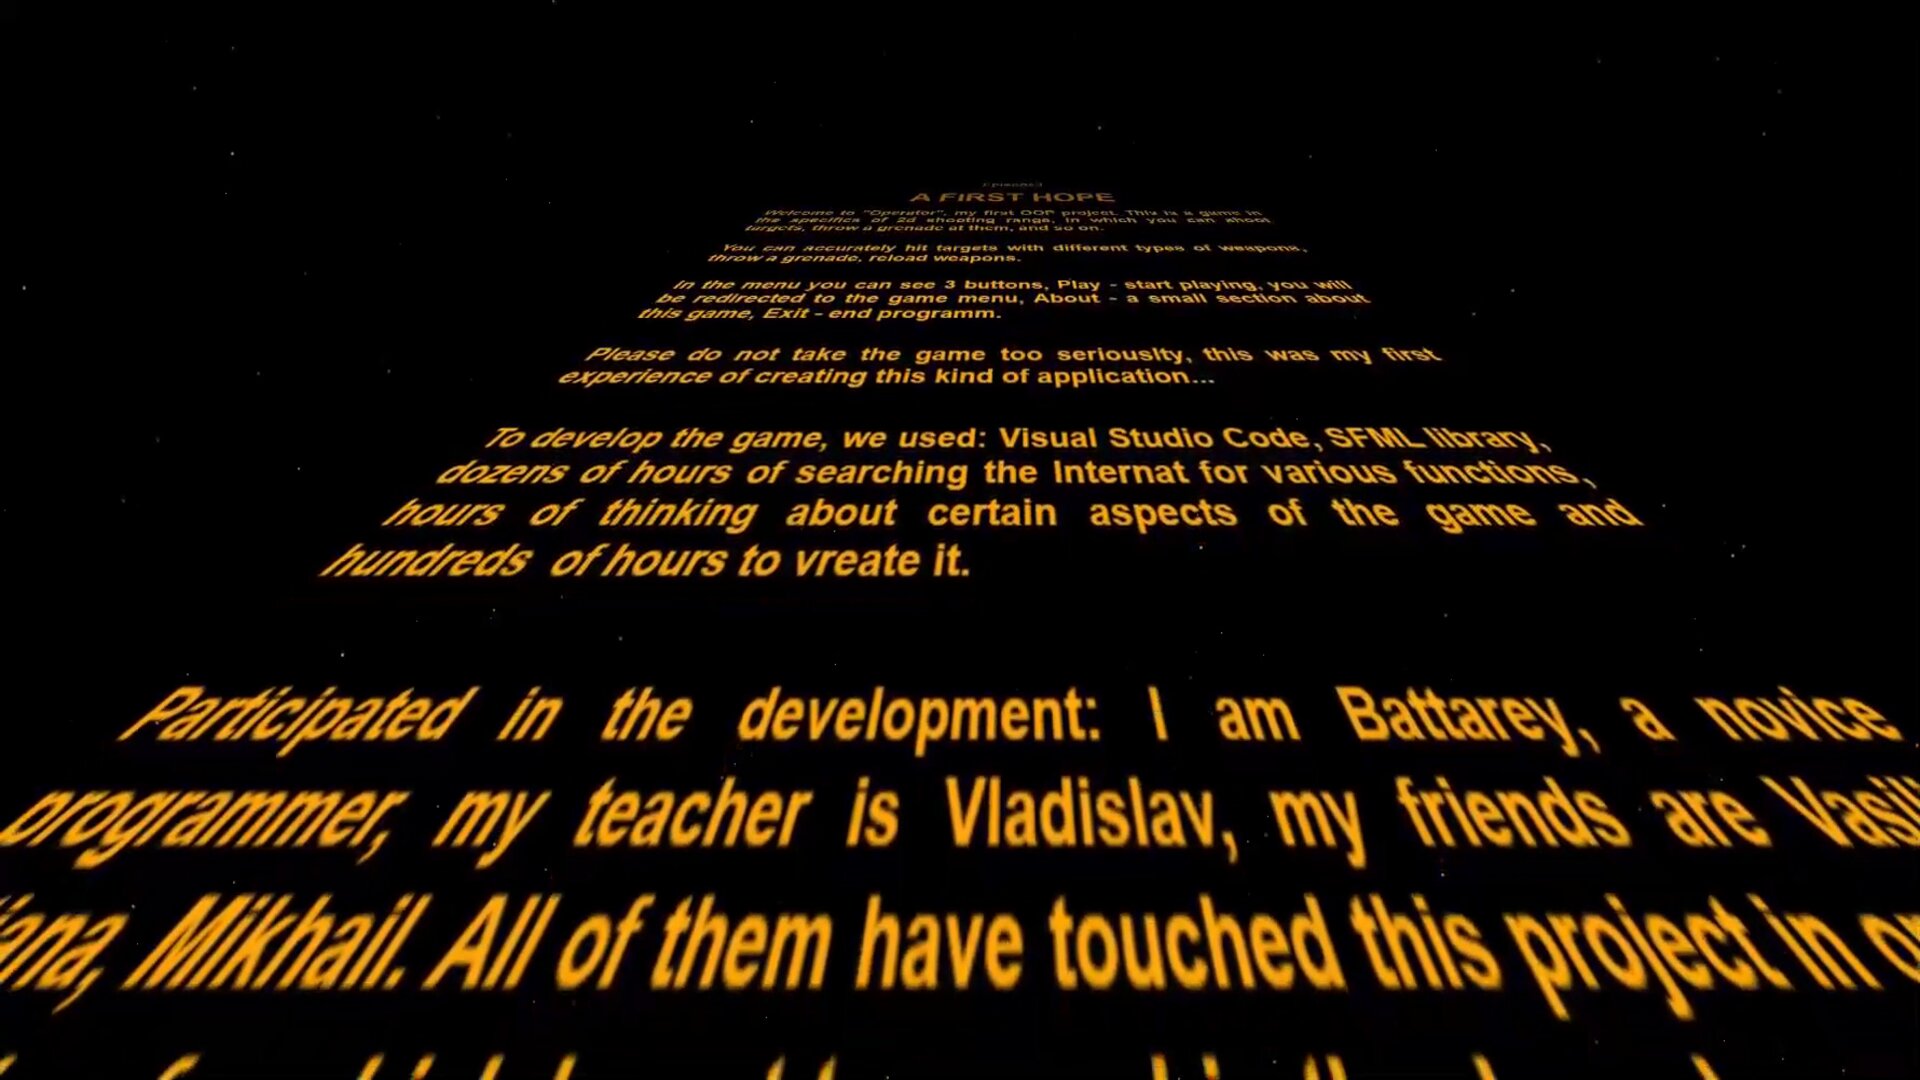 A FIRST HOPE
Welcome to "Operator", my first OOP project. This is a game in
the specifics of 2d shooting range, in which you can shoot
targets, throw a grenade at them, and so on.
You can accurately hit targets with different types of weapons,
throw a grenade, reload weapons.
In the menu you can see 3 buttons, Play - start playing, you will
be redirected to the game menu, About - a small section about
this game, Exit - end programm.
Please do not take the game too seriouslty, this was my first
experience of creating this kind of application...
To develop the game, we used: Visual Studio Code, SFML library,
dozens of hours of searching the Internat for various functions,
hours of thinking about certain aspects of the game and
hundreds of hours to vreate it.
Participated in the development: I am Battarey, a novice
programmer, my teacher is Vladislav, my friends are
Mikhail. All of them have touched this project in